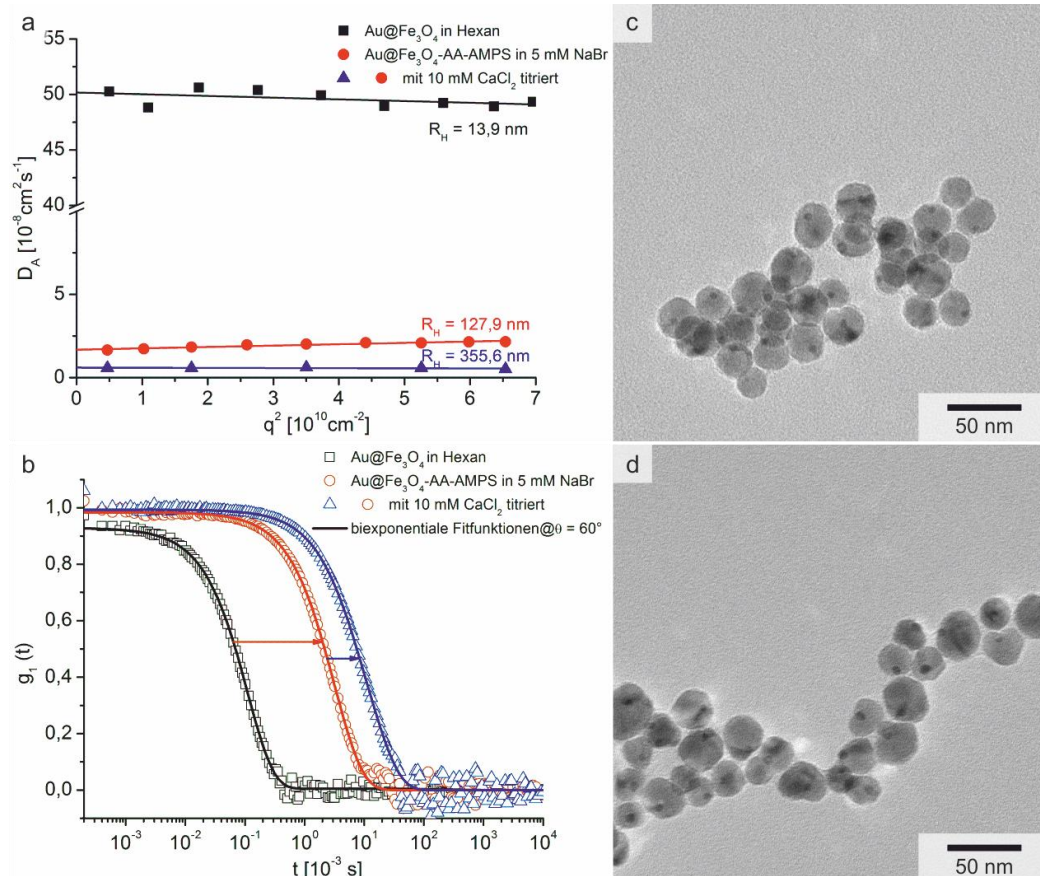 a
Au@Fe₃O₄ in Hexan
Au@Fe₃O₄-AA-AMPS in 5 mM NaBr
mit 10 mM CaCl₂ titriert
55
50
45
40
5
2
0
D_A [10⁻⁸cm²s⁻¹]
R_H = 13,9 nm
R_H = 127,9 nm
R_H = 355,6 nm
0 1 2 3 4 5 6 7
q² [10¹⁰cm⁻²]
b
Au@Fe₃O₄ in Hexan
Au@Fe₃O₄-AA-AMPS in 5 mM NaBr
mit 10 mM CaCl₂ titriert
biexponentiale Fitfunktionen@θ = 60°
1,0
0,8
0,6
0,4
0,2
0,0
g₁ (t)
10⁻³ 10⁻² 10⁻¹ 10⁰ 10¹ 10² 10³ 10⁴
t [10⁻³ s]
c
50 nm
d
50 nm